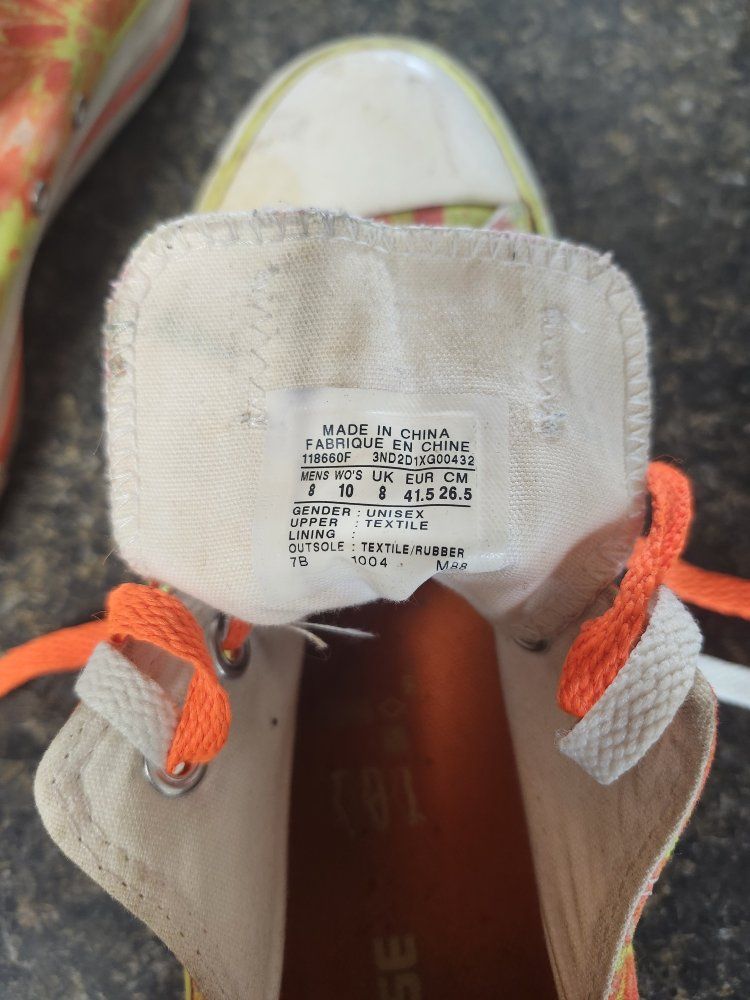 MADE IN CHINA
FABRIQUE EN CHINE
118660F 3ND2D1XG00432
MENS WO'S UK EUR CM
8 10 8 41.5 26.5
GENDER : UNISEX
UPPER : TEXTILE
LINING :
OUTSOLE : TEXTILE/RUBBER
7B 1004 M88
SE